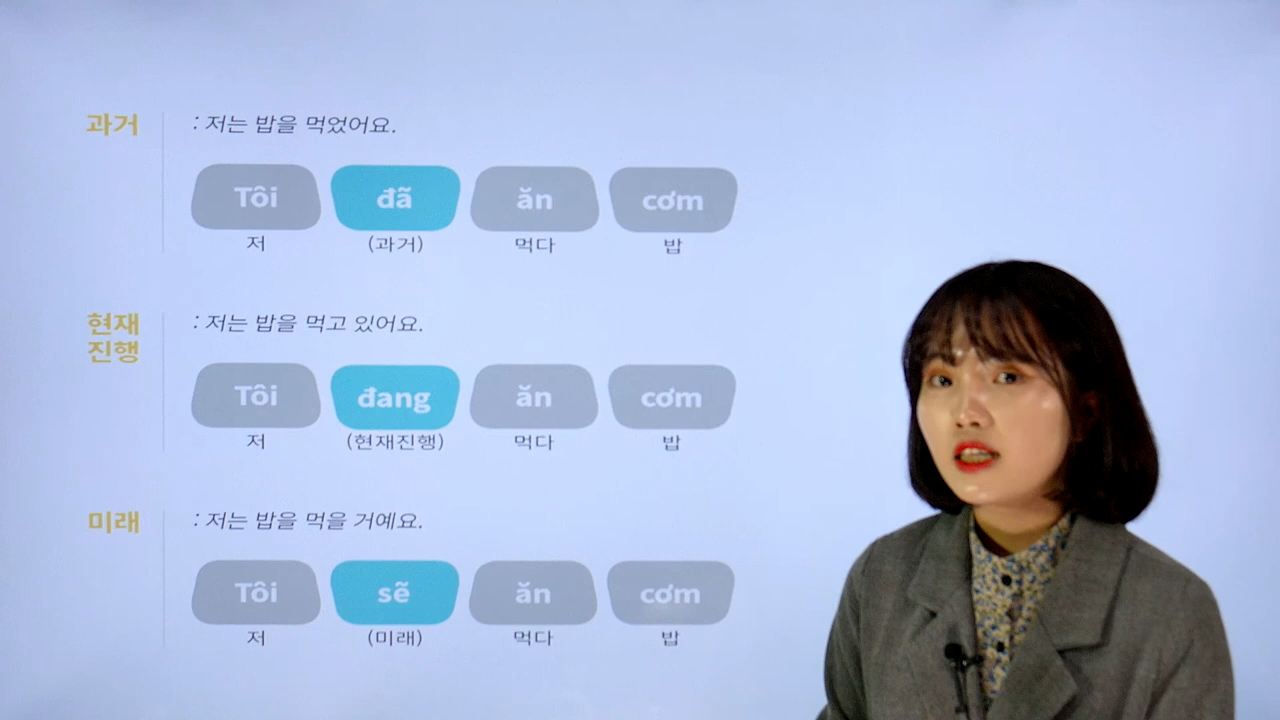 과거
: 저는 밥을 먹었어요.
Tôi đã ăn cơm
저 (과거) 먹다 밥
현재
진행
: 저는 밥을 먹고 있어요.
Tôi đang ăn cơm
저 (현재진행) 먹다 밥
미래
: 저는 밥을 먹을 거예요.
Tôi sẽ ăn cơm
저 (미래) 먹다 밥